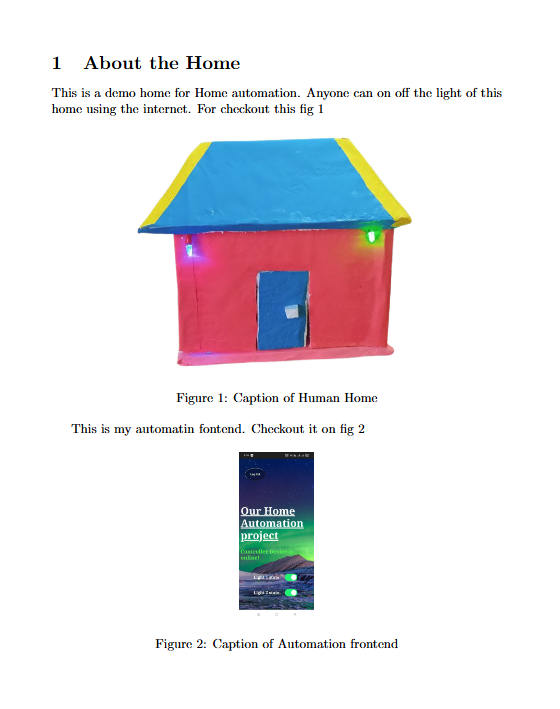 1 About the Home
This is a demo home for Home automation. Anyone can on off the light of this
home using the internet. For checkout this fig 1
Figure 1: Caption of Human Home
This is my automatin fontend. Checkout it on fig 2
Our Home
Automation
project
Controller Device is
online!
Light 1 state
Light 2 state
Figure 2: Caption of Automation frontend